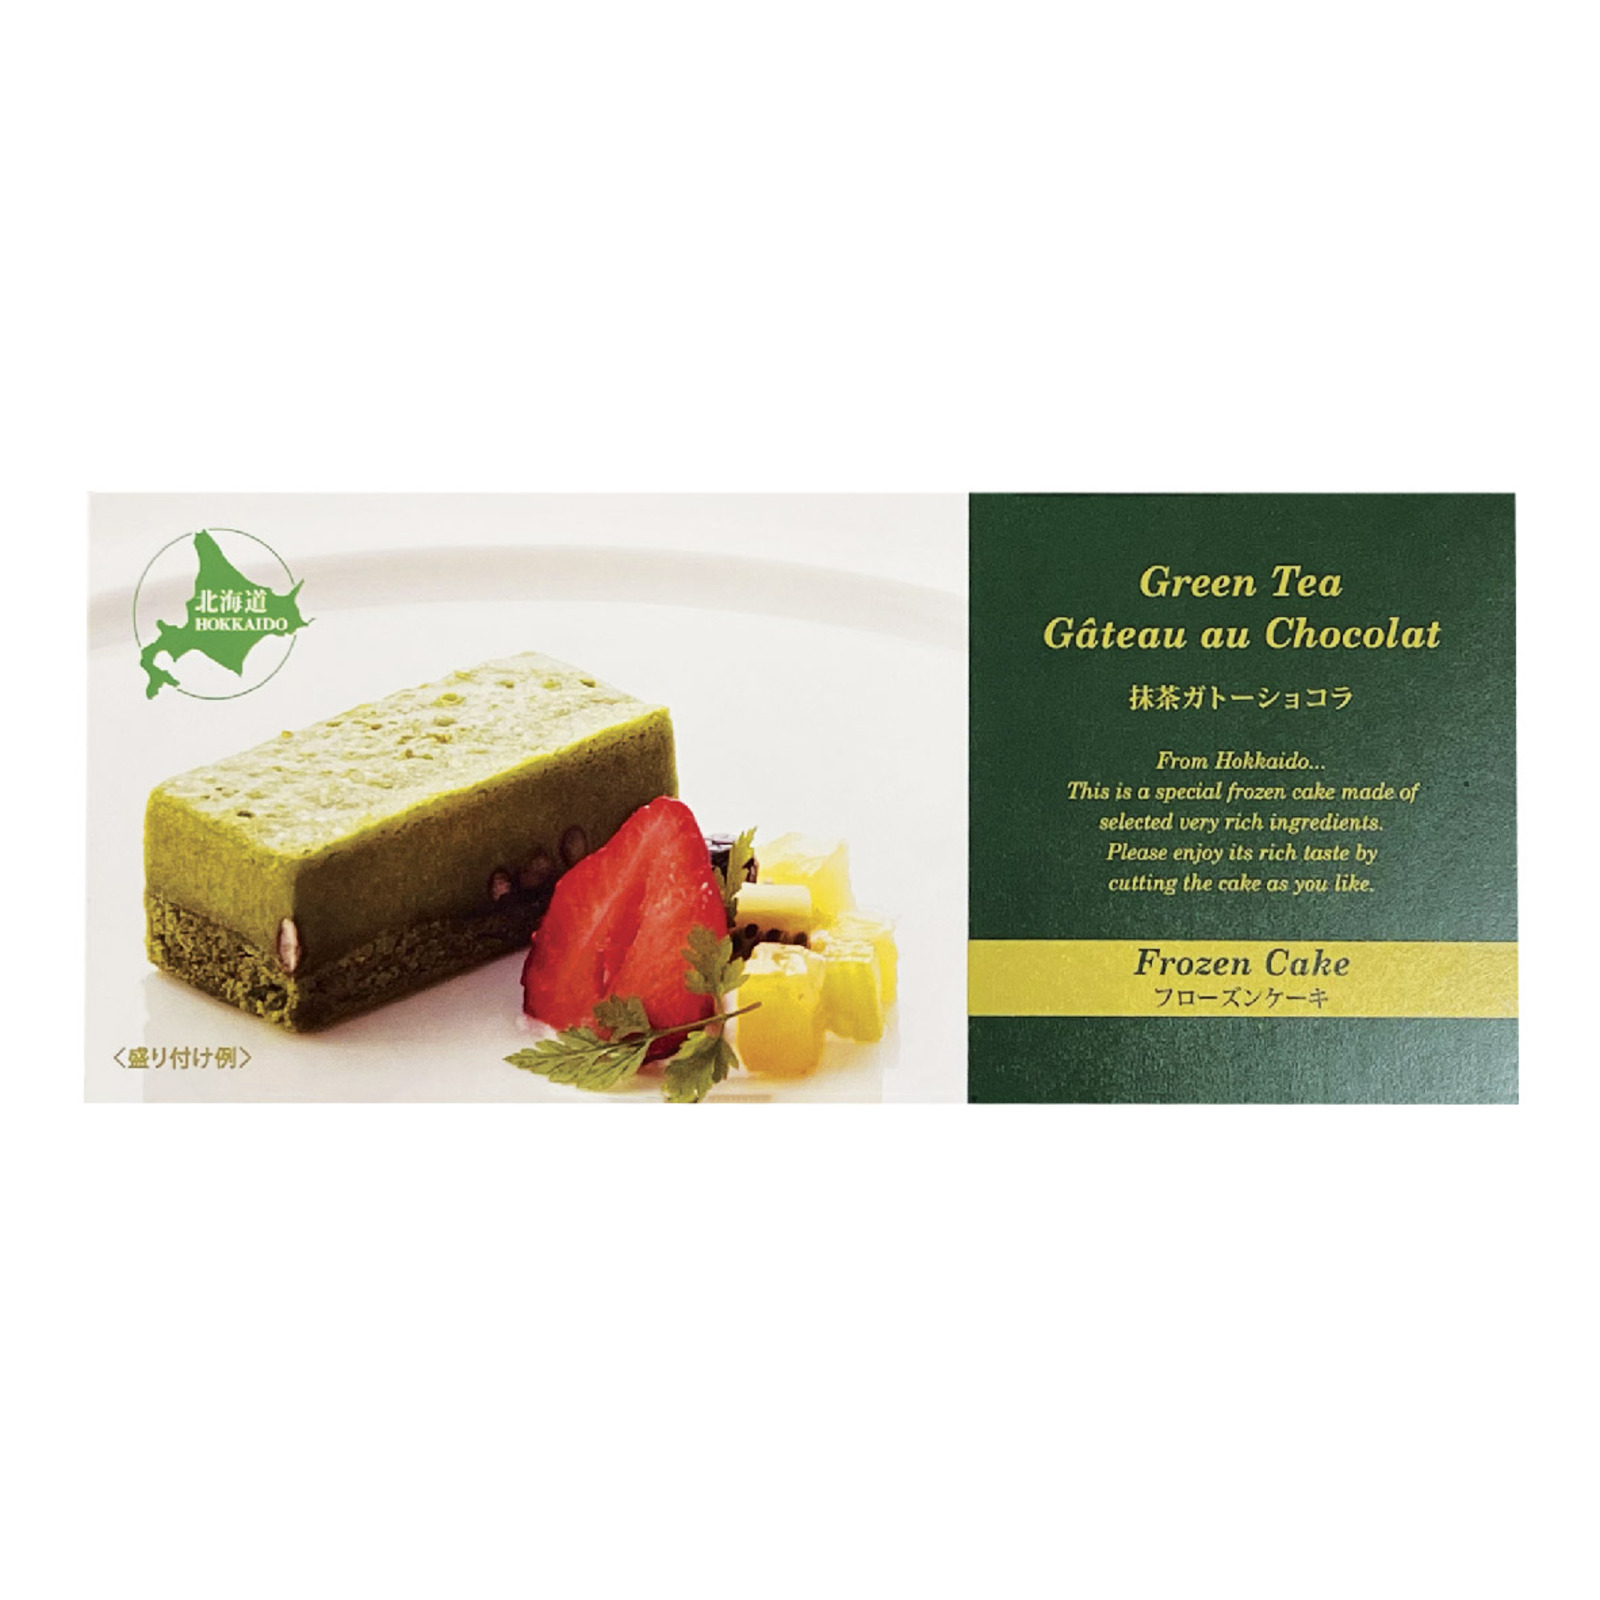 北海道
HOKKAIDO
<盛り付け例>
Green Tea
Gâteau au Chocolat
抹茶ガトーショコラ
From Hokkaido...
This is a special frozen cake made of
selected very rich ingredients.
Please enjoy its rich taste by
cutting the cake as you like.
Frozen Cake
フローズンケーキ